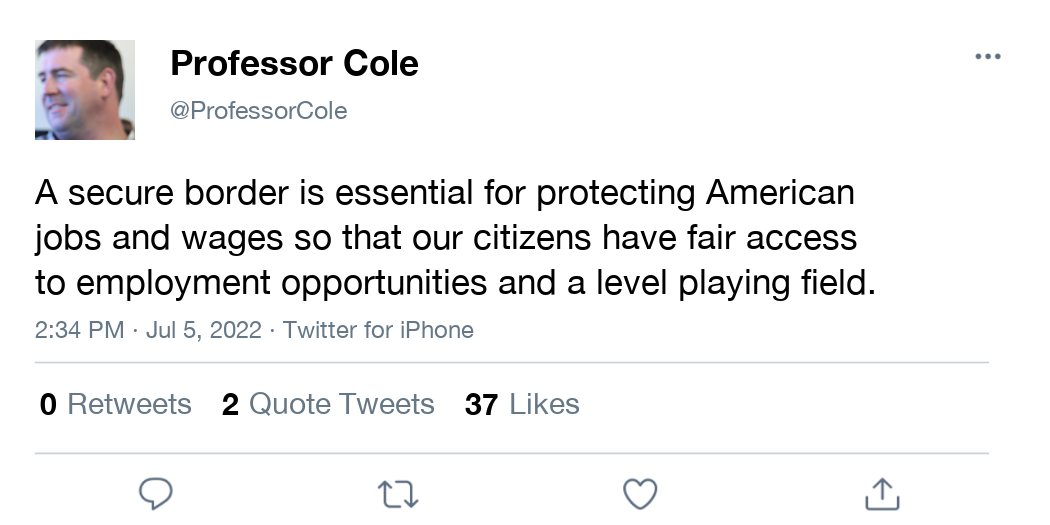 Professor Cole
@ProfessorCole
A secure border is essential for protecting American
jobs and wages so that our citizens have fair access
to employment opportunities and a level playing field.
2:34 PM · Jul 5, 2022 · Twitter for iPhone
0 Retweets 2 Quote Tweets 37 Likes